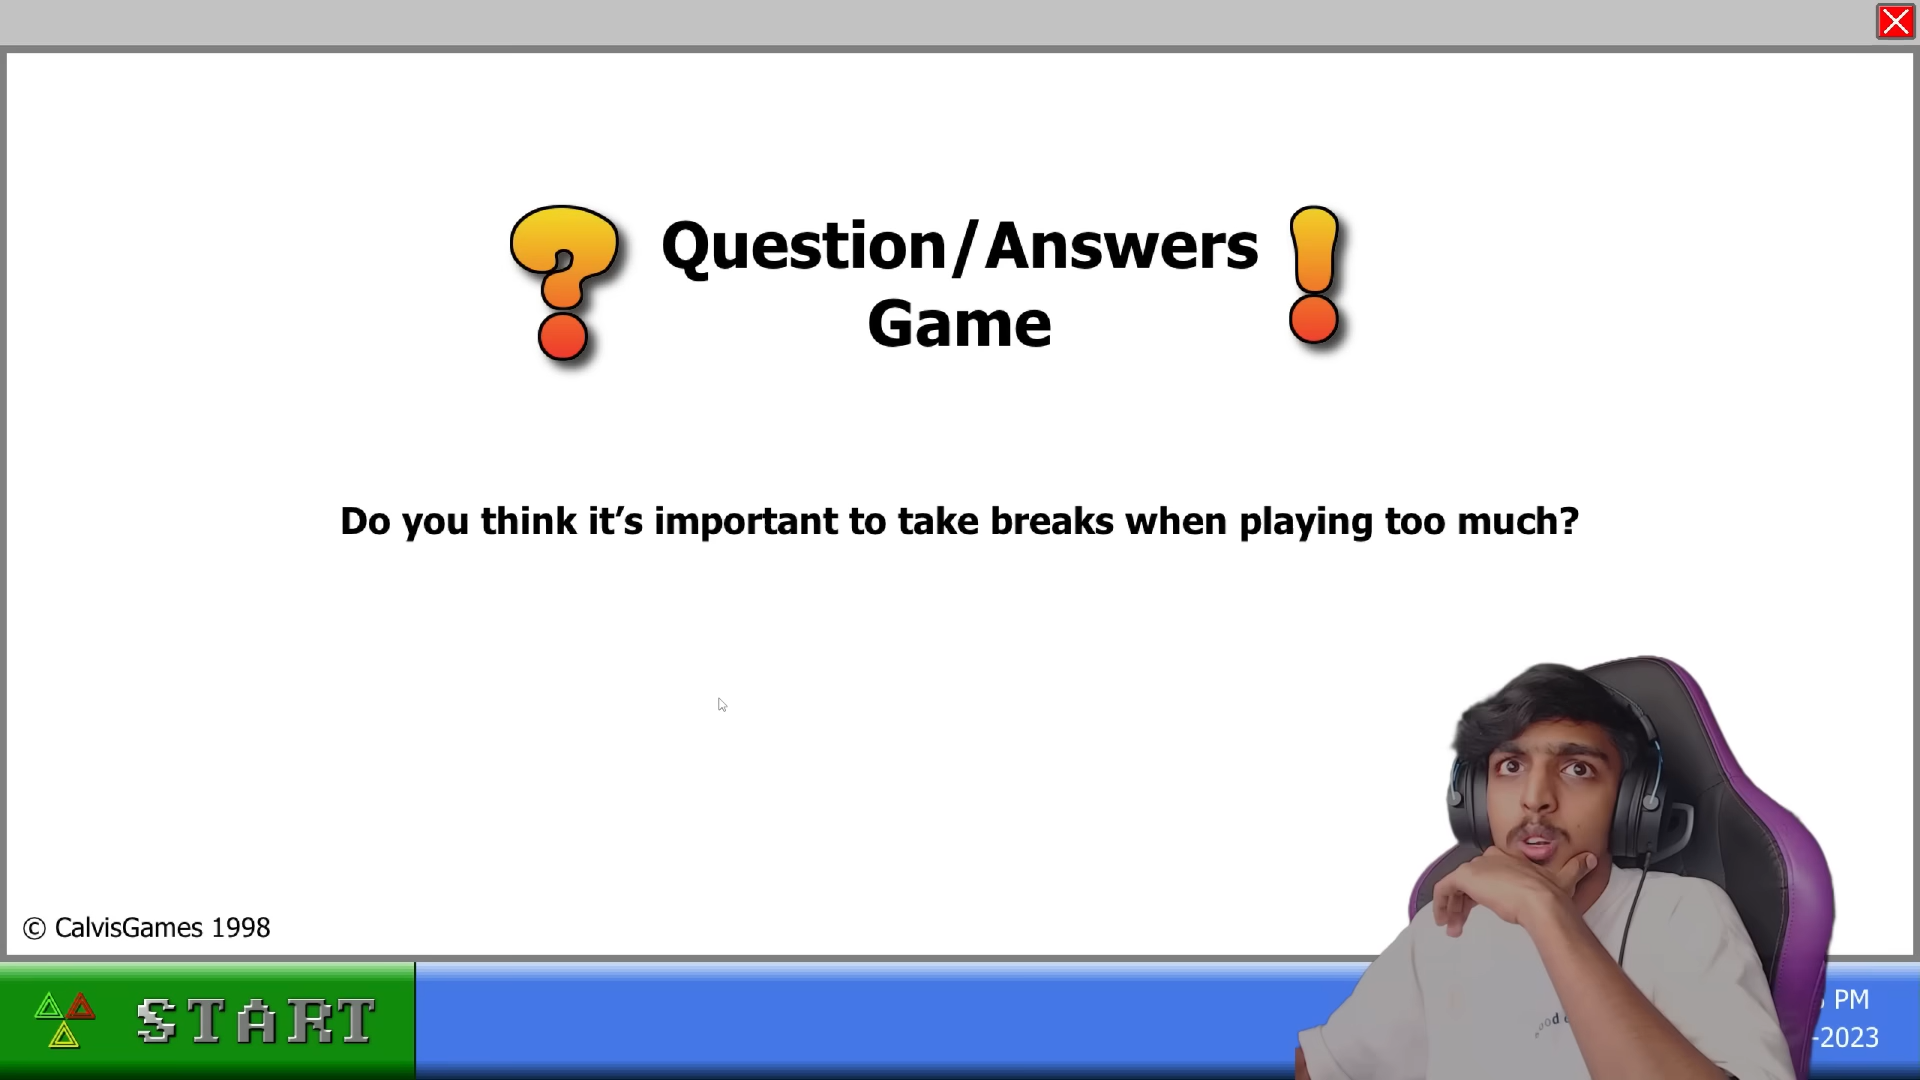 Question/Answers
Game
Do you think it's important to take breaks when playing too much?
© CalvisGames 1998
START
PM
-2023